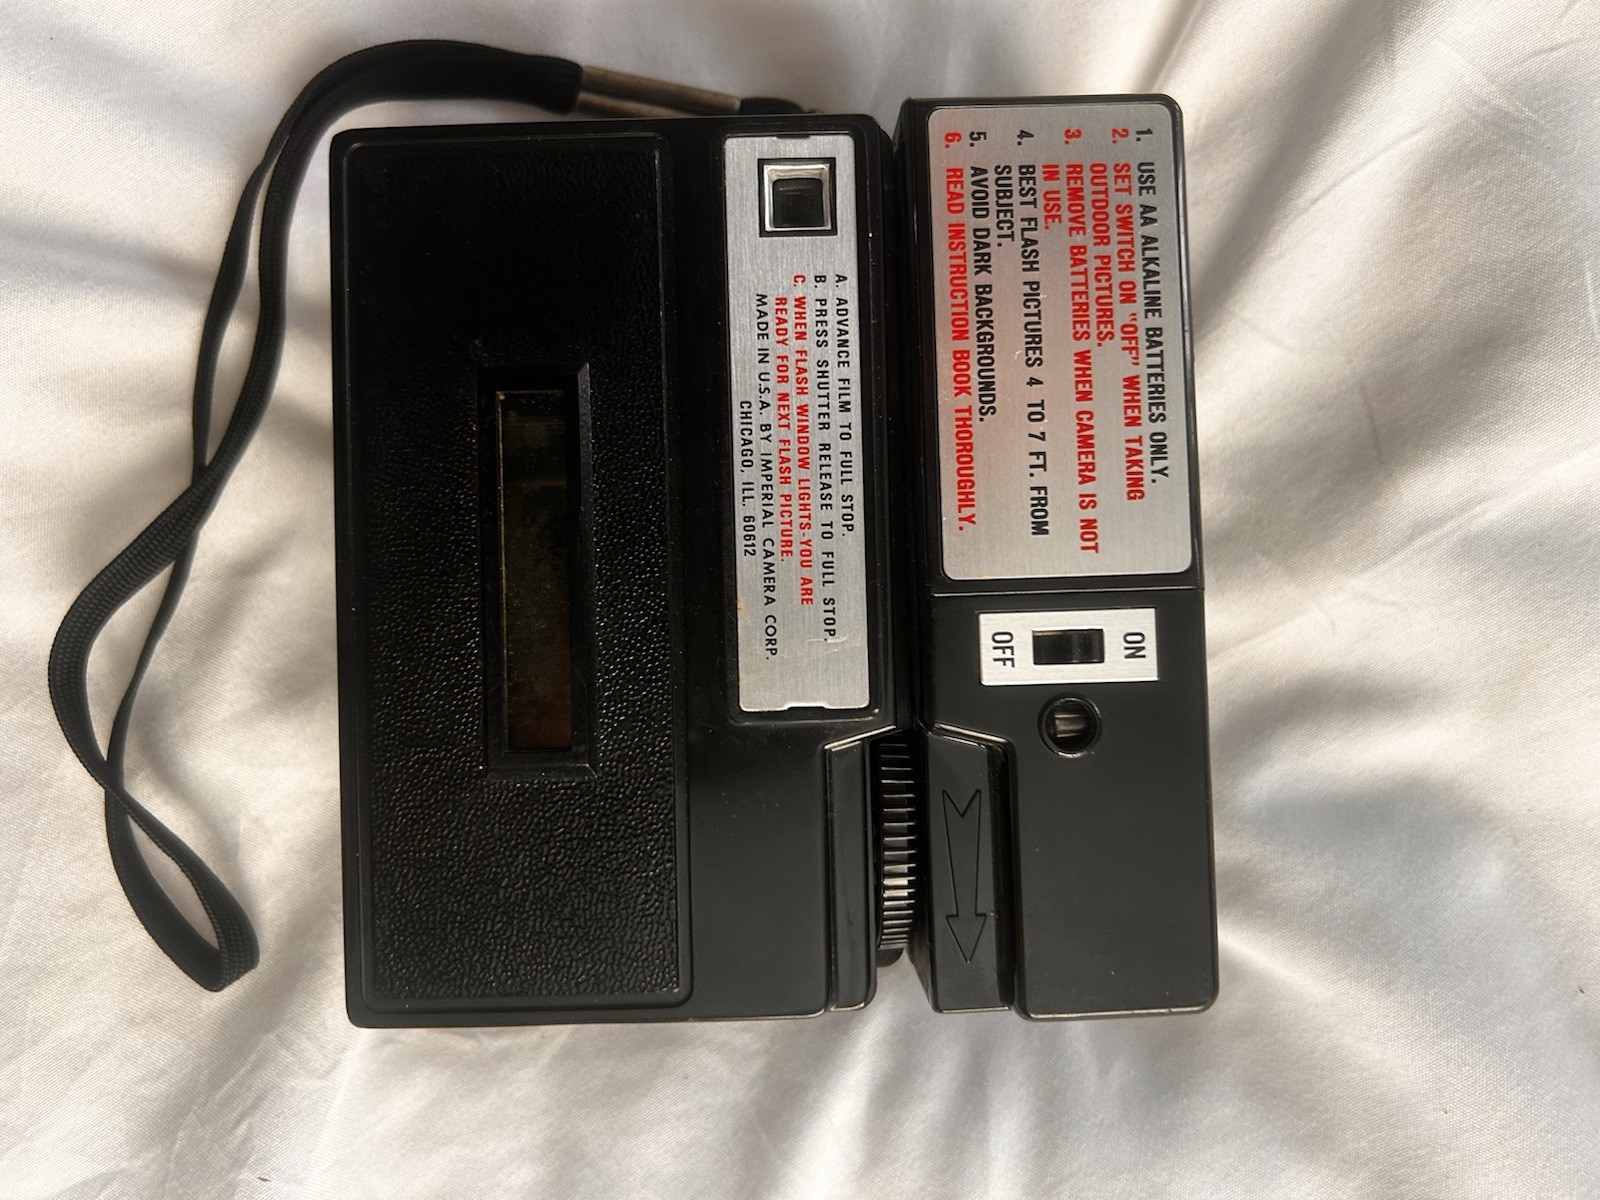 1. USE AA ALKALINE BATTERIES ONLY.
2. SET SWITCH ON "OFF" WHEN TAKING
OUTDOOR PICTURES.
3. REMOVE BATTERIES WHEN CAMERA IS NOT
IN USE.
4. BEST FLASH PICTURES 4 TO 7 FT. FROM
SUBJECT.
5. AVOID DARK BACKGROUNDS.
6. READ INSTRUCTION BOOK THOROUGHLY.
ON
OFF
A. ADVANCE FILM TO FULL STOP.
B. PRESS SHUTTER RELEASE TO FULL STOP.
C. WHEN FLASH WINDOW LIGHTS-YOU ARE
READY FOR NEXT FLASH PICTURE.
MADE IN U.S.A. BY IMPERIAL CAMERA CORP.
CHICAGO, ILL. 60612